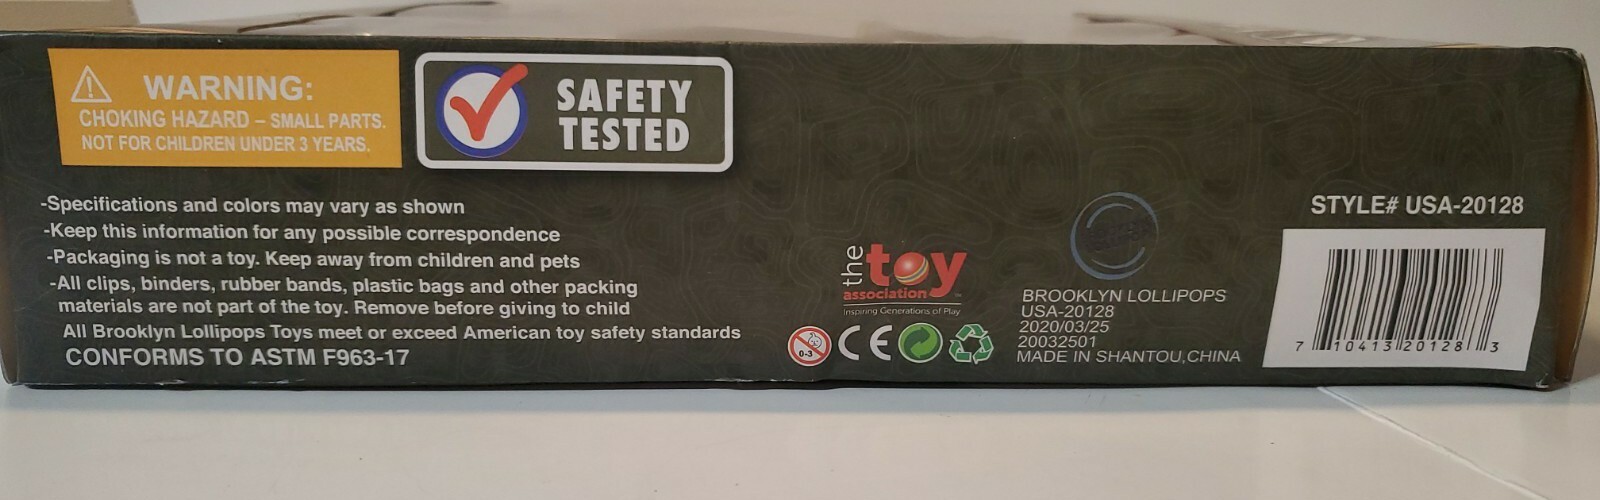 WARNING:
CHOKING HAZARD – SMALL PARTS.
NOT FOR CHILDREN UNDER 3 YEARS.
SAFETY
TESTED
-Specifications and colors may vary as shown
-Keep this information for any possible correspondence
-Packaging is not a toy. Keep away from children and pets
-All clips, binders, rubber bands, plastic bags and other packing
materials are not part of the toy. Remove before giving to child
All Brooklyn Lollipops Toys meet or exceed American toy safety standards
CONFORMS TO ASTM F963-17
the toy
association
Inspiring Generations of Play
0-3
CE
BROOKLYN LOLLIPOPS
USA-20128
2020/03/25
20032501
MADE IN SHANTOU,CHINA
STYLE# USA-20128
7 10413 20128 3